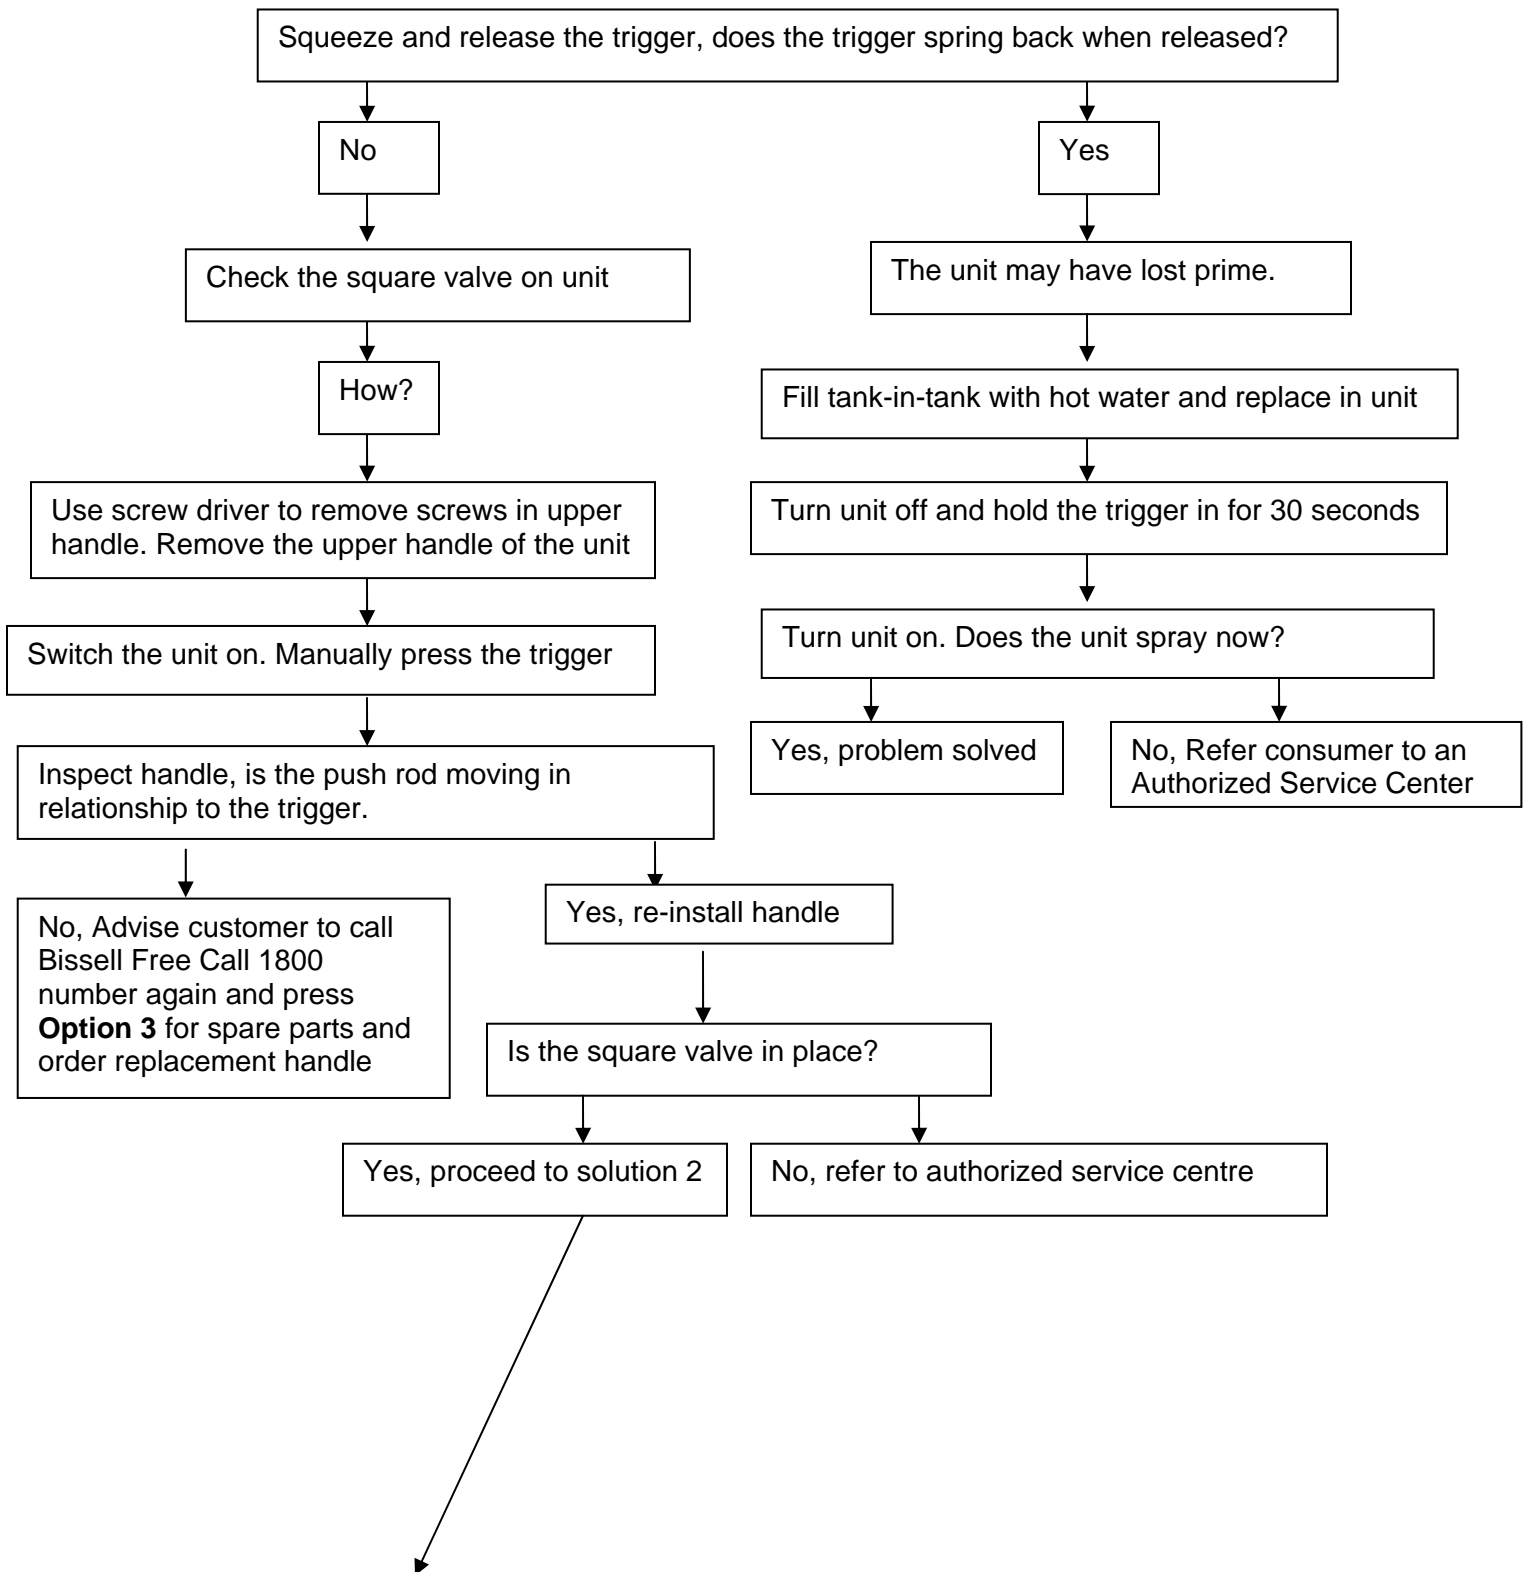 Squeeze and release the trigger, does the trigger spring back when released?
No
Yes
Check the square valve on unit
The unit may have lost prime.
How?
Fill tank-in-tank with hot water and replace in unit
Use screw driver to remove screws in upper
handle. Remove the upper handle of the unit
Turn unit off and hold the trigger in for 30 seconds
Switch the unit on. Manually press the trigger
Turn unit on. Does the unit spray now?
Inspect handle, is the push rod moving in
relationship to the trigger.
Yes, problem solved
No, Refer consumer to an
Authorized Service Center
No, Advise customer to call
Bissell Free Call 1800
number again and press
Option 3 for spare parts and
order replacement handle
Yes, re-install handle
Is the square valve in place?
Yes, proceed to solution 2
No, refer to authorized service centre